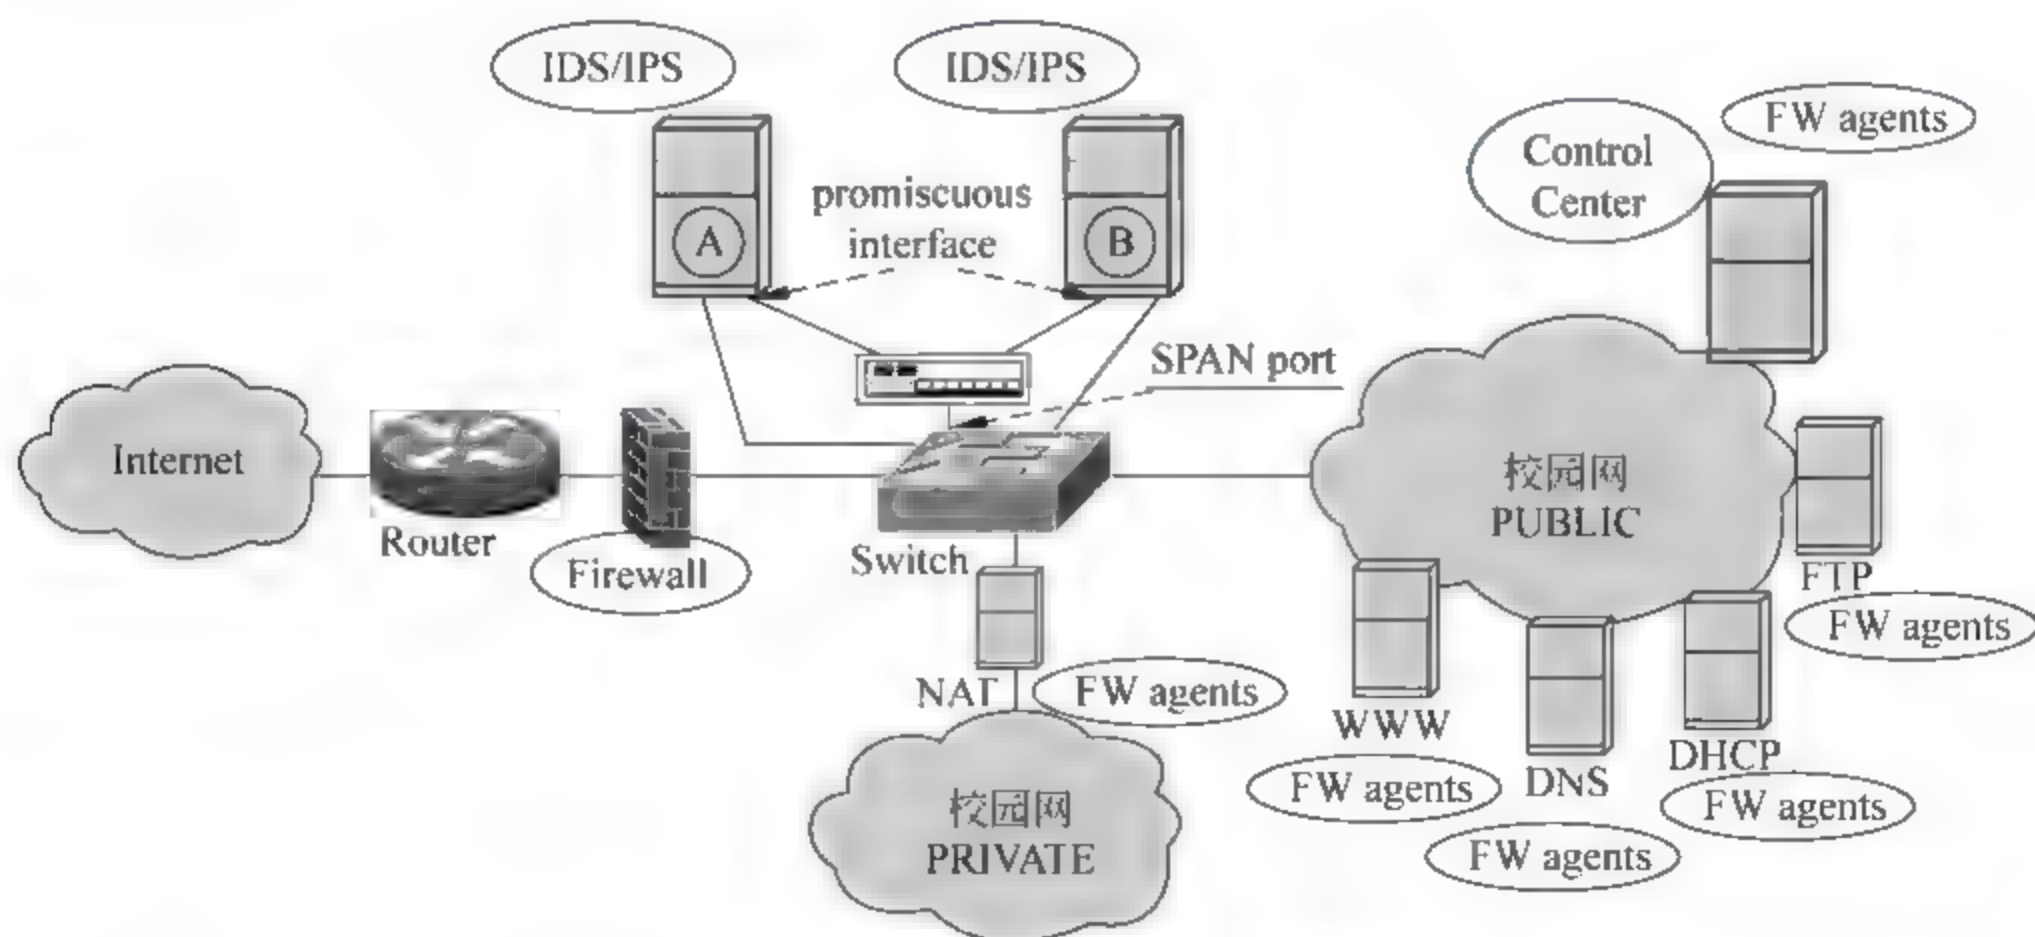 IDS/IPS
IDS/IPS
FW agents
Control
Center
promiscuous
interface
A
B
SPAN port
Internet
校园网
PUBLIC
Router
Firewall
Switch
FTP
FW agents
NAT
FW agents
WWW
FW agents
DNS
FW agents
DHCP
FW agents
校园网
PRIVATE